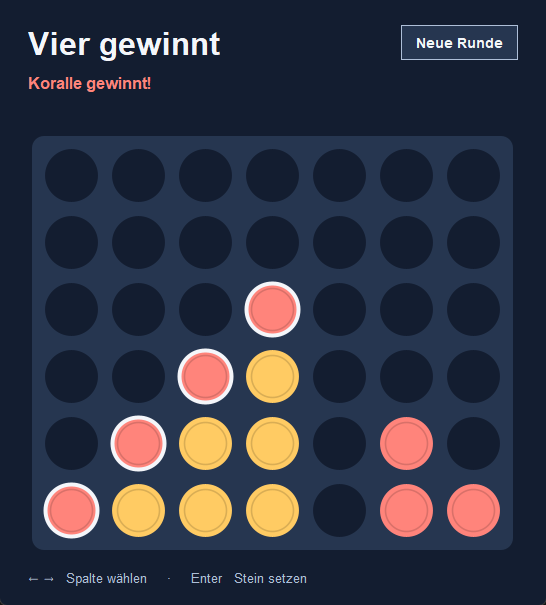 Vier gewinnt
Neue Runde
Koralle gewinnt!
← → Spalte wählen · Enter Stein setzen